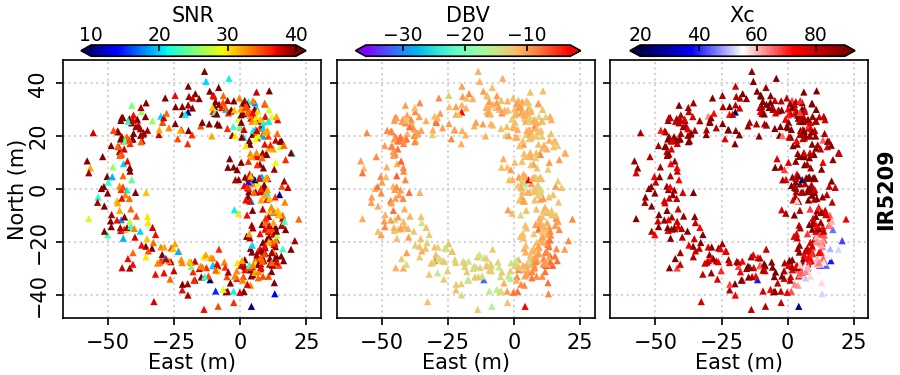 SNR
DBV
Xc
10 20 30 40
−30 −20 −10
20 40 60 80
North (m)
40
20
0
−20
−40
−50 −25 0 25
−50 −25 0 25
−50 −25 0 25
East (m)
East (m)
East (m)
IR5209